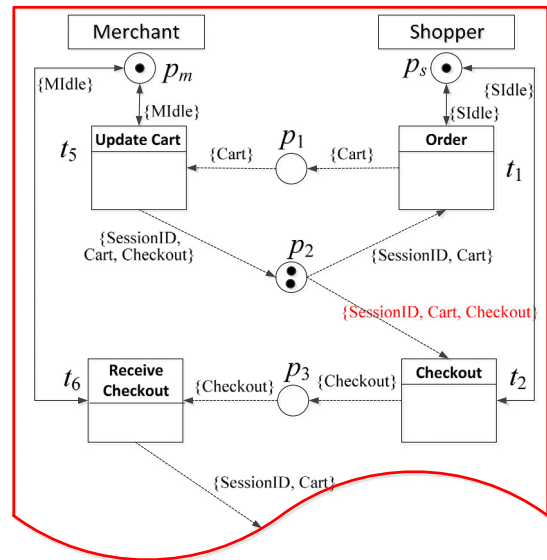 Merchant
Shopper
p_m
p_s
{MIdle}
{SIdle}
{MIdle}
{SIdle}
t_5
Update Cart
p_1
Order
t_1
{Cart}
{Cart}
{SessionID,
Cart, Checkout}
p_2
{SessionID, Cart}
{SessionID, Cart, Checkout}
t_6
Receive
Checkout
p_3
Checkout
t_2
{Checkout}
{Checkout}
{SessionID, Cart}